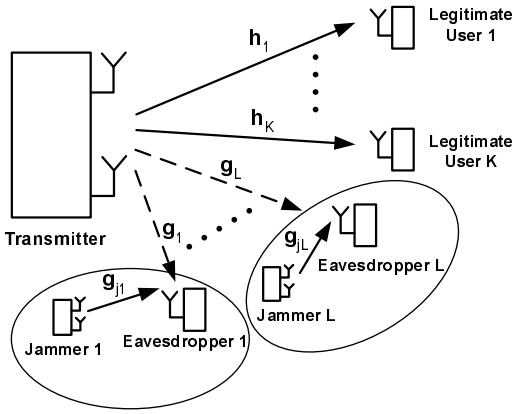 h1
Legitimate
User 1
hK
Legitimate
User K
gL
g1
Transmitter
gjL
Eavesdropper L
Jammer L
gj1
Jammer 1
Eavesdropper 1